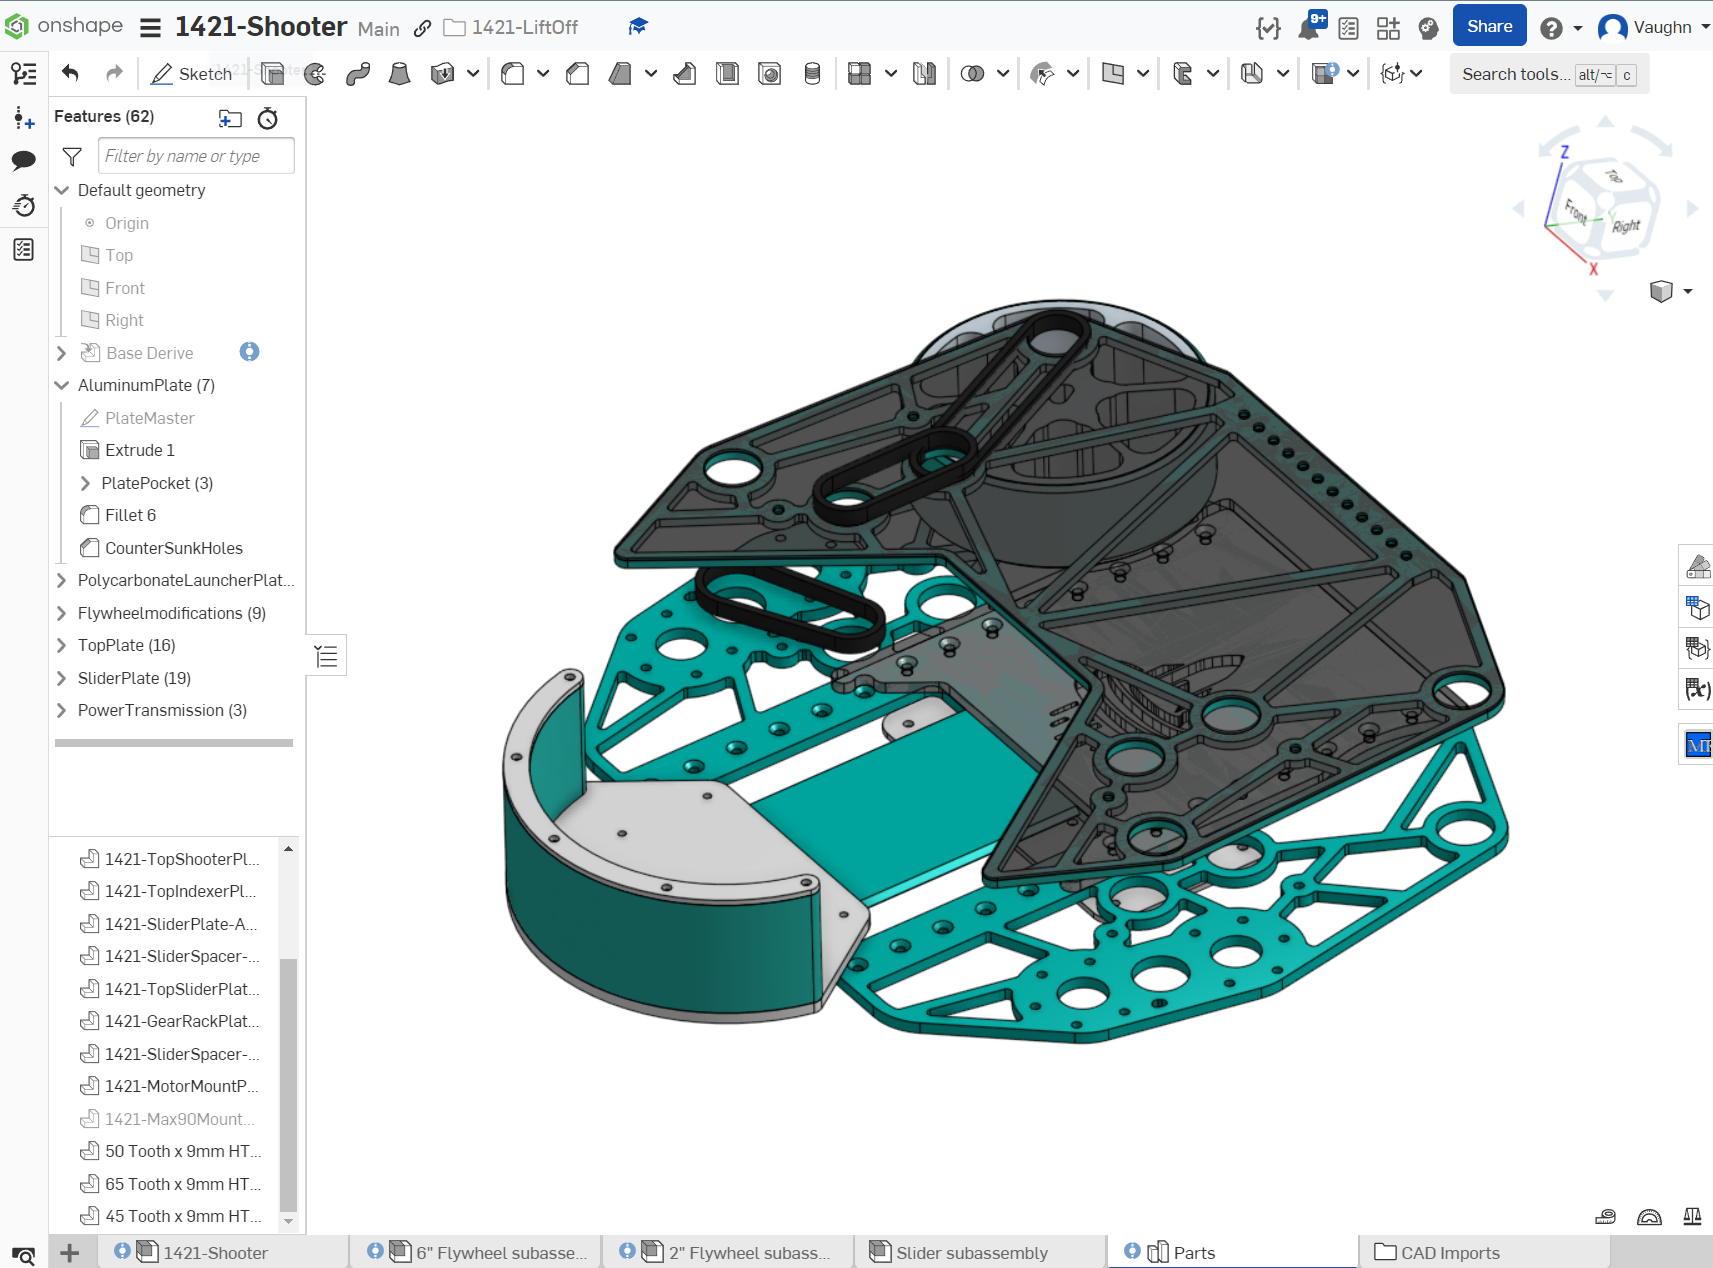 onshape
1421-Shooter Main
1421-LiftOff
9+
Share
Vaughn
Sketch
Search tools... alt/⌥ c
Features (62)
Filter by name or type
Default geometry
Origin
Top
Front
Right
Base Derive
AluminumPlate (7)
PlateMaster
Extrude 1
PlatePocket (3)
Fillet 6
CounterSunkHoles
PolycarbonateLauncherPlat...
Flywheelmodifications (9)
TopPlate (16)
SliderPlate (19)
PowerTransmission (3)
1421-TopShooterPl...
1421-TopIndexerPl...
1421-SliderPlate-A...
1421-SliderSpacer-...
1421-TopSliderPlat...
1421-GearRackPlat...
1421-SliderSpacer-...
1421-MotorMountP...
1421-Max90Mount...
50 Tooth x 9mm HT...
65 Tooth x 9mm HT...
45 Tooth x 9mm HT...
Z
Top
Front
Y
Right
X
(x)
1421-Shooter
6" Flywheel subasse...
2" Flywheel subass...
Slider subassembly
Parts
CAD Imports